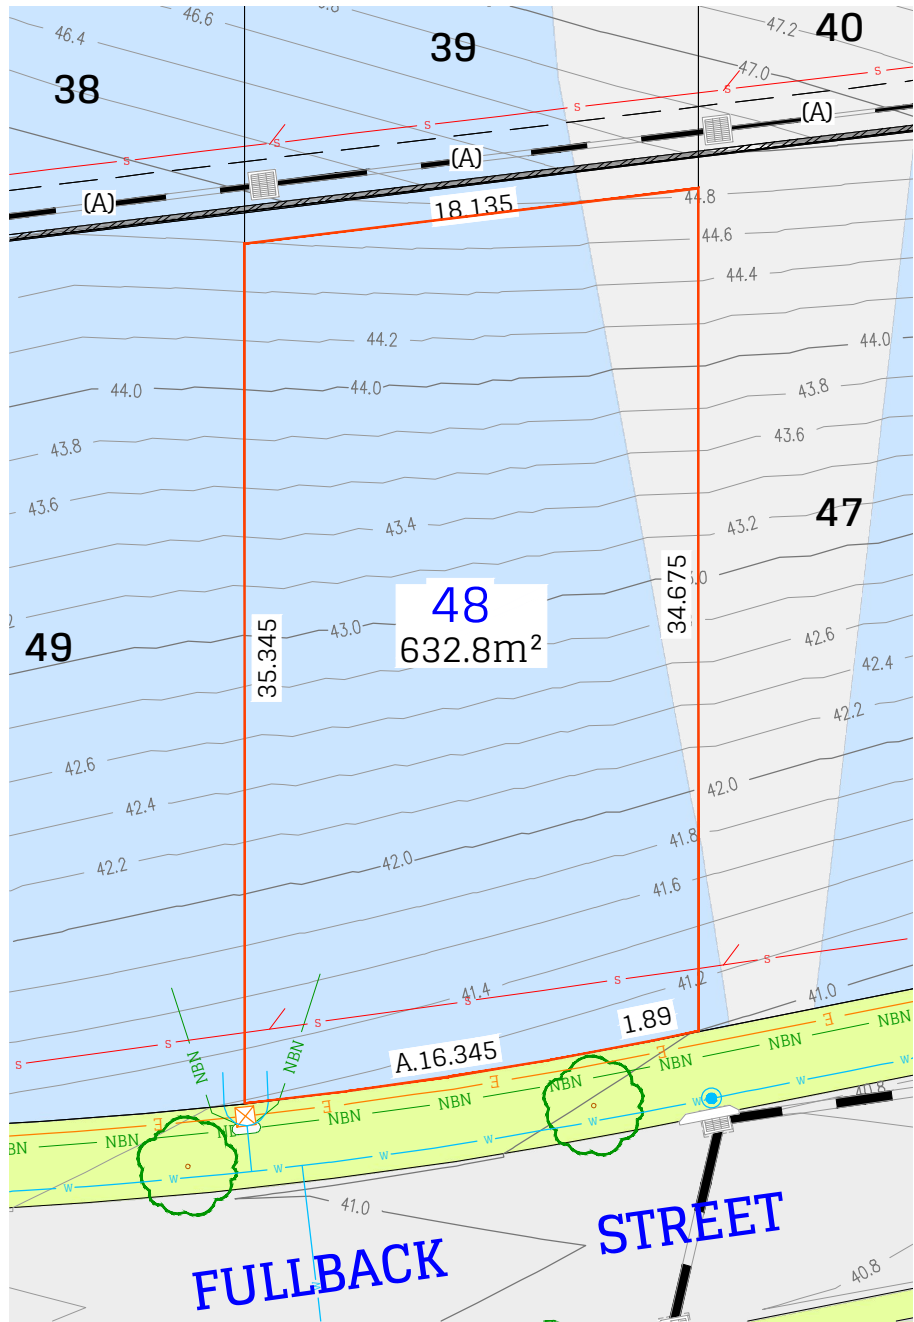 46.4
46.6
39
47.2
40
38
47.0
S
S
S
S
S
(A)
(A)
(A)
18.135
44.8
44.6
44.4
44.2
44.0
44.0
44.0
43.8
43.8
43.6
43.6
43.4
43.2
47
34.675
48
632.8m²
43.0
35.345
49
42.6
42.4
42.2
42.6
42.4
42.2
42.0
42.0
41.8
41.6
41.4
41.2
41.0
S
S
S
S
S
S
1.89
A.16.345
NBN
NBN
E
E
E
E
NBN
NBN
NBN
NBN
NBN
NBN
NBN
W
W
W
W
W
W
W
W
40.8
41.0
FULLBACK STREET
40.8